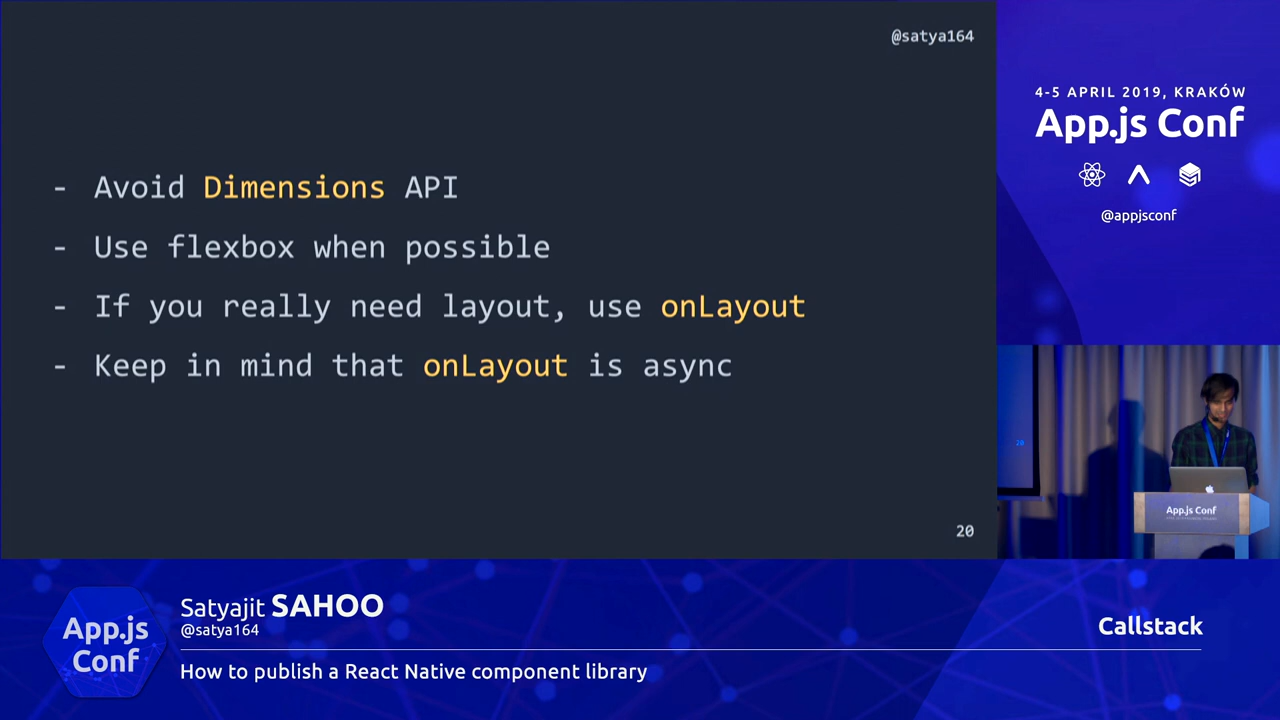 @satya164
- Avoid Dimensions API
- Use flexbox when possible
- If you really need layout, use onLayout
- Keep in mind that onLayout is async
20
4-5 APRIL 2019, KRAKÓW
App.js Conf
@appjsconf
20
App.js Conf
App.js
Conf
Satyajit SAHOO
@satya164
How to publish a React Native component library
Callstack